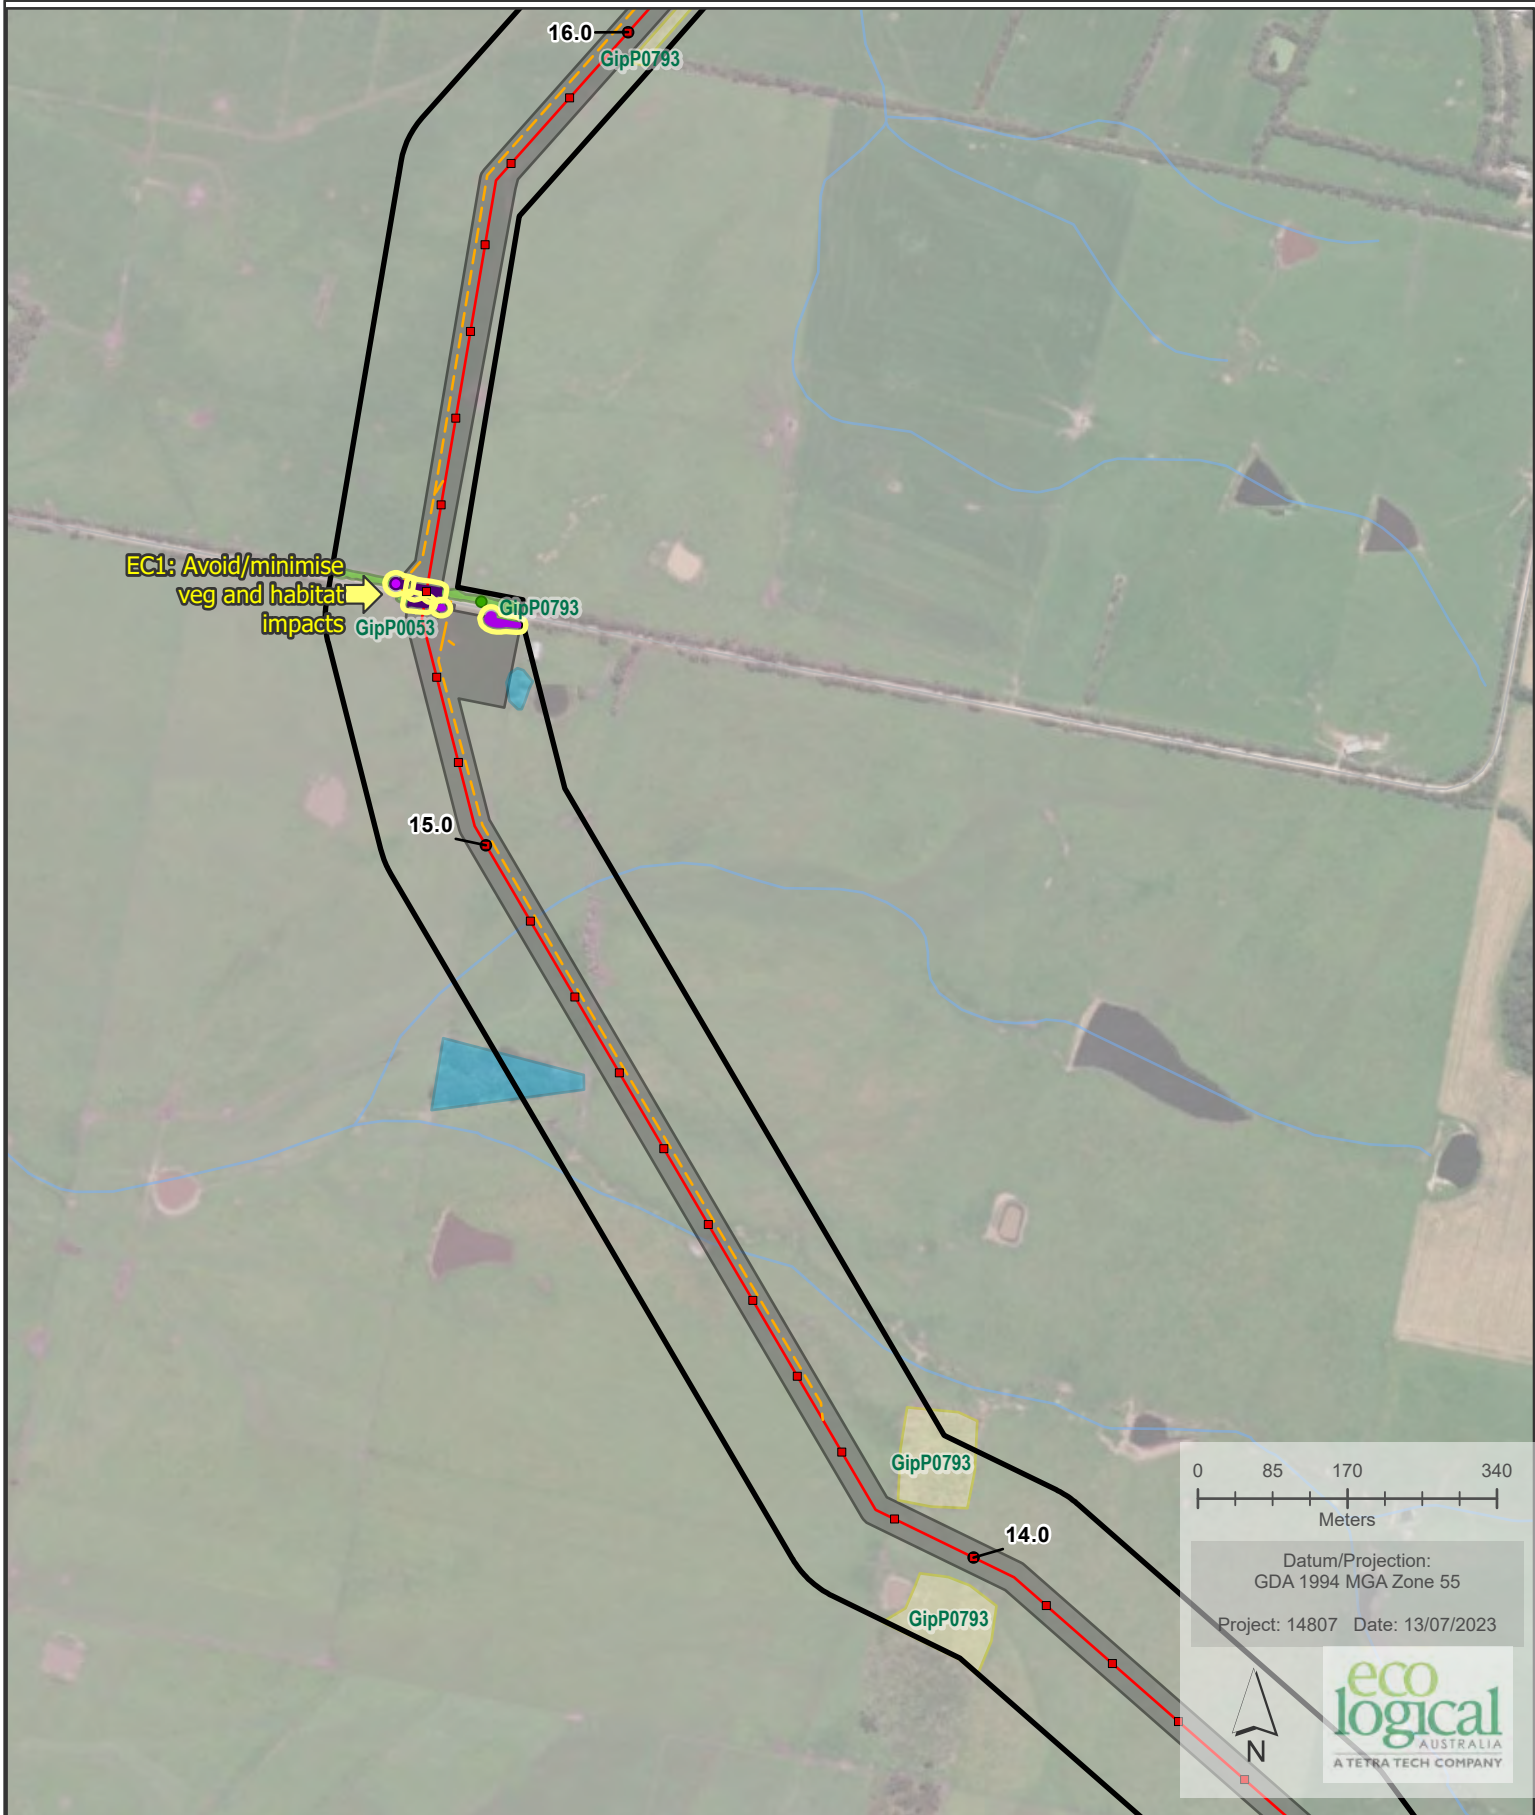 16.0
GipP0793
EC1: Avoid/minimise
veg and habitat
impacts
GipP0793
GipP0053
15.0
GipP0793
14.0
GipP0793
0 85 170 340
Meters
Datum/Projection:
GDA 1994 MGA Zone 55
Project: 14807 Date: 13/07/2023
N
eco
logical
AUSTRALIA
A TETRA TECH COMPANY